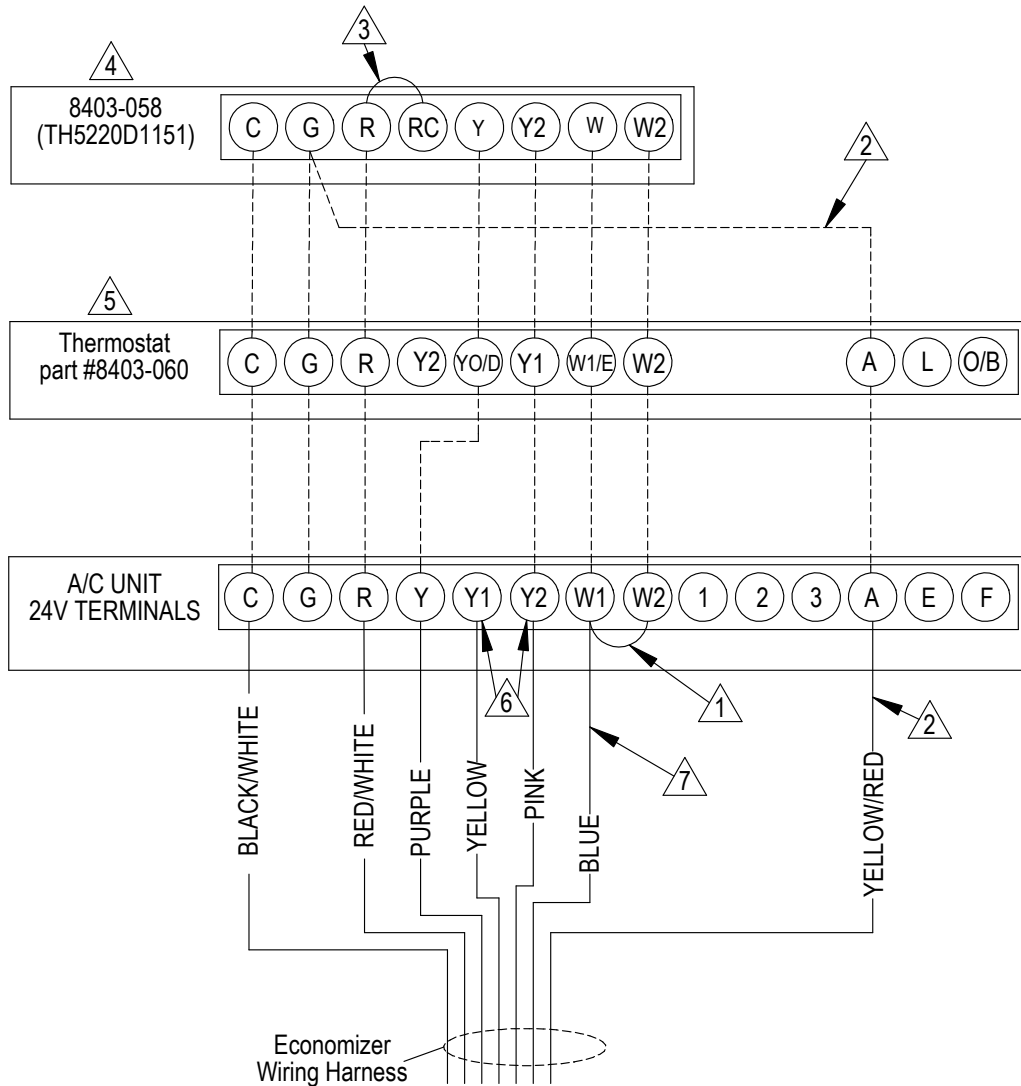 3
4
8403-058
(TH5220D1151)
C G R RC Y Y2 W W2
2
5
Thermostat
part #8403-060
C G R Y2 YO/D Y1 W1/E W2 A L O/B
A/C UNIT
24V TERMINALS
C G R Y Y1 Y2 W1 W2 1 2 3 A E F
6
1
2
7
BLACK/WHITE
RED/WHITE
PURPLE
YELLOW
PINK
BLUE
YELLOW/RED
Economizer
Wiring Harness